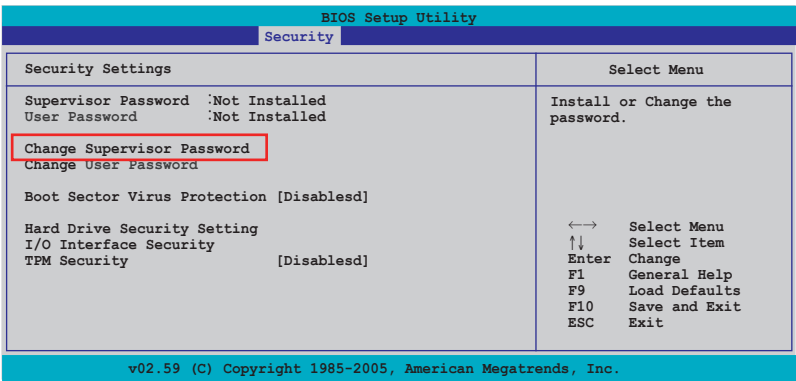 BIOS Setup Utility
Security
Security Settings
Supervisor Password :Not Installed
User Password :Not Installed
Change Supervisor Password
Change User Password
Boot Sector Virus Protection [Disablesd]
Hard Drive Security Setting
I/O Interface Security
TPM Security [Disablesd]
Select Menu
Install or Change the
password.
←→ Select Menu
↑↓ Select Item
Enter Change
F1 General Help
F9 Load Defaults
F10 Save and Exit
ESC Exit
v02.59 (C) Copyright 1985-2005, American Megatrends, Inc.